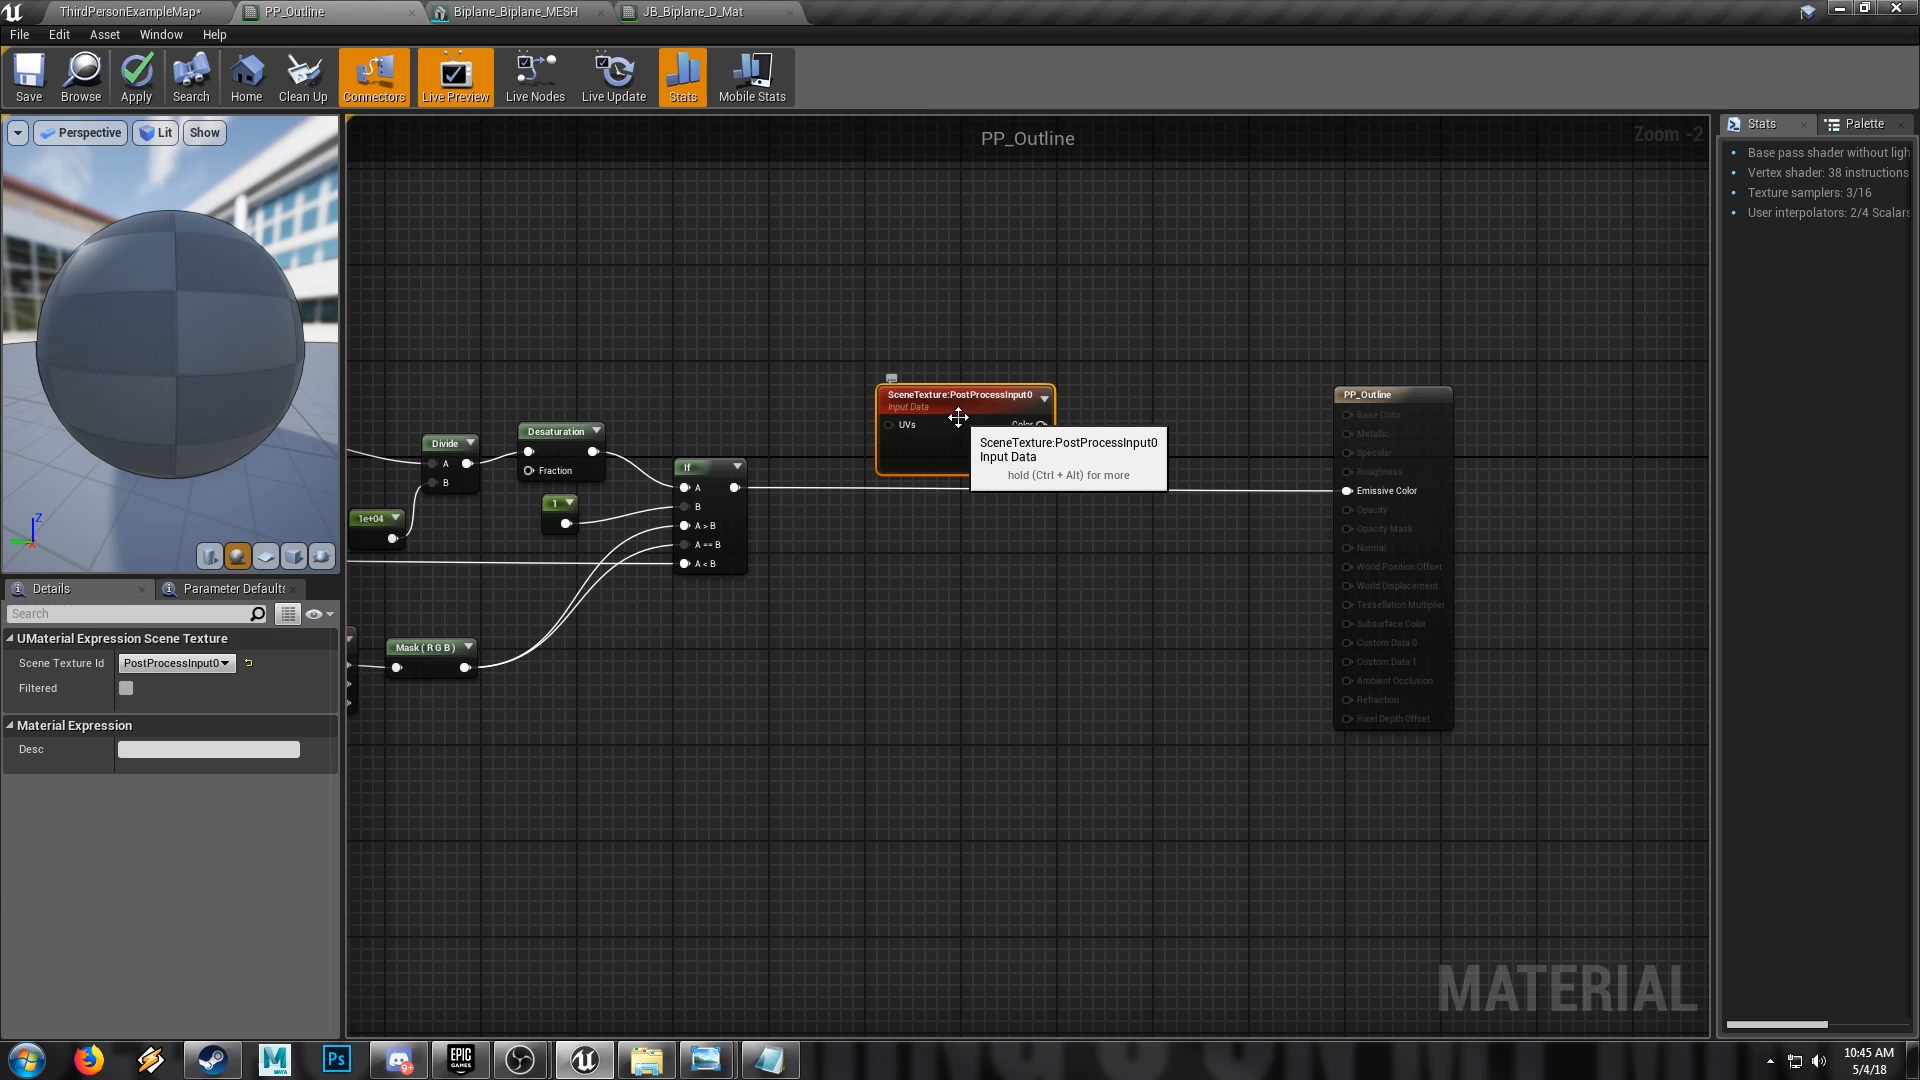 ThirdPersonExampleMap*
PP_Outline
Biplane_Biplane_MESH
JB_Biplane_D_Mat
File
Edit
Asset
Window
Help
Save
Browse
Apply
Search
Home
Clean Up
Connectors
Live Preview
Live Nodes
Live Update
Stats
Mobile Stats
Perspective
Lit
Show
PP_Outline
Zoom -2
Stats
Palette
Base pass shader without ligh
Vertex shader: 38 instructions
Texture samplers: 3/16
User interpolators: 2/4 Scalars
Z
Details
Parameter Defaults
Search
UMaterial Expression Scene Texture
Scene Texture Id
PostProcessInput0
Filtered
Material Expression
Desc
Divide
A
B
1e+04
Desaturation
Fraction
1
If
A
B
A > B
A == B
A < B
Mask ( R G B )
SceneTexture:PostProcessInput0
Input Data
UVs
Color
SceneTexture:PostProcessInput0
Input Data
hold (Ctrl + Alt) for more
PP_Outline
Base Color
Metallic
Specular
Roughness
Emissive Color
Opacity
Opacity Mask
Normal
World Position Offset
World Displacement
Tessellation Multiplier
Subsurface Color
Custom Data 0
Custom Data 1
Ambient Occlusion
Refraction
Pixel Depth Offset
MATERIAL
MAYA
Ps
9+
EPIC
GAMES
10:45 AM
5/4/18